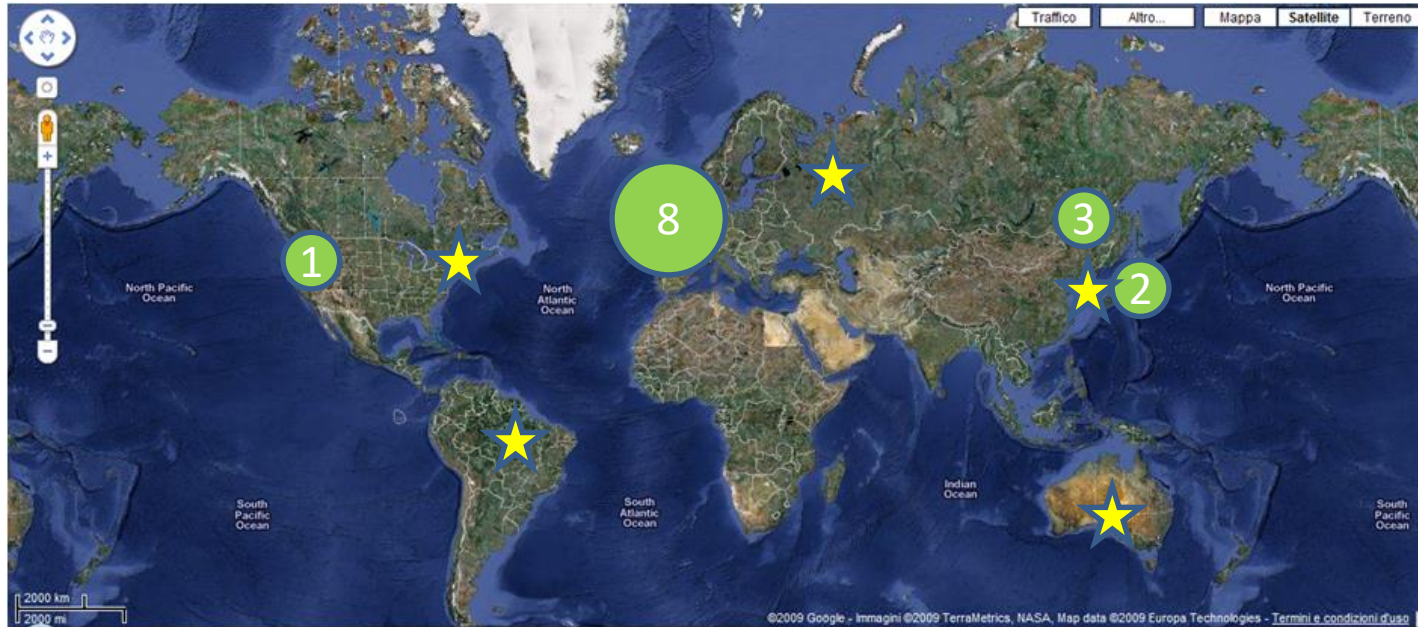 Traffico
Altro...
Mappa
Satellite
Terreno
8
3
1
2
North Pacific
Ocean
North
Atlantic
Ocean
North Pacific
Ocean
South
Pacific
Ocean
South
Atlantic
Ocean
Indian
Ocean
South
Pacific
Ocean
2000 km
2000 mi
©2009 Google - Immagini ©2009 TerraMetrics, NASA, Map data ©2009 Europa Technologies - Termini e condizioni d'uso